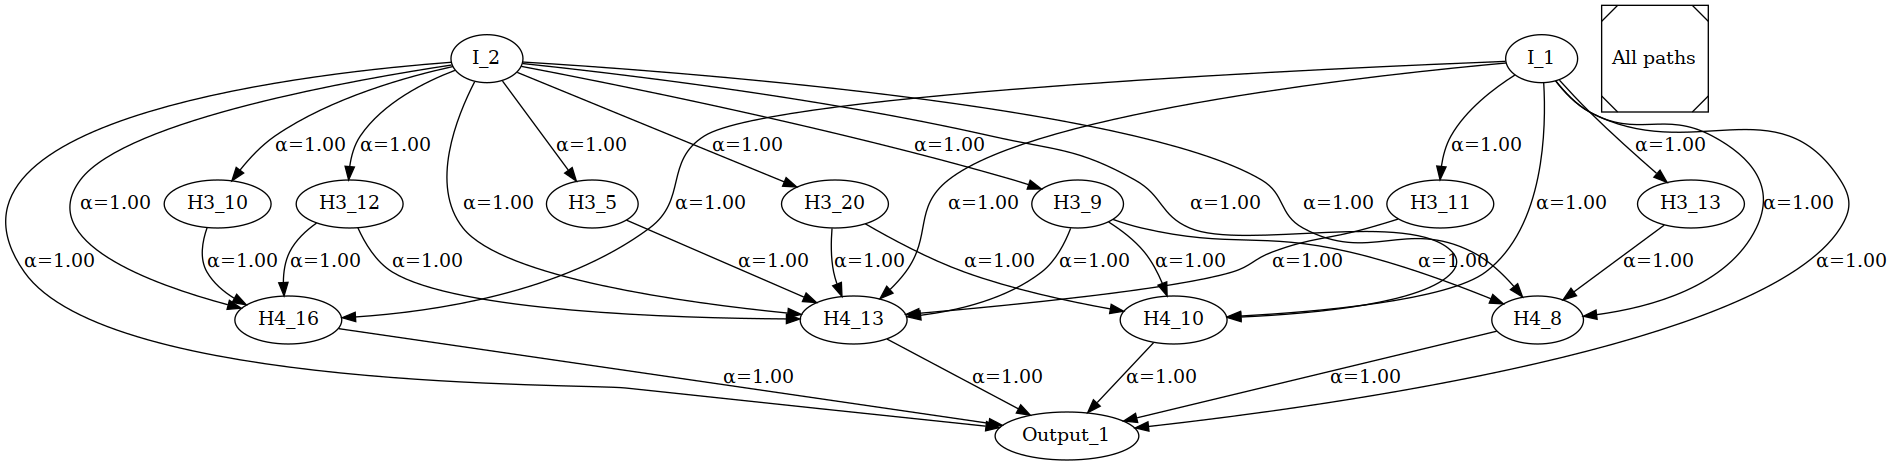 I_2
I_1
All paths
α=1.00 α=1.00 α=1.00 α=1.00 α=1.00 α=1.00 α=1.00
H3_10 H3_12 H3_5 H3_20 H3_9 H3_11 H3_13
α=1.00 α=1.00 α=1.00 α=1.00 α=1.00 α=1.00 α=1.00 α=1.00
α=1.00 α=1.00 α=1.00 α=1.00 α=1.00 α=1.00 α=1.00 α=1.00 α=1.00 α=1.00 α=1.00 α=1.00 α=1.00
H4_16 H4_13 H4_10 H4_8
α=1.00 α=1.00 α=1.00 α=1.00
Output_1